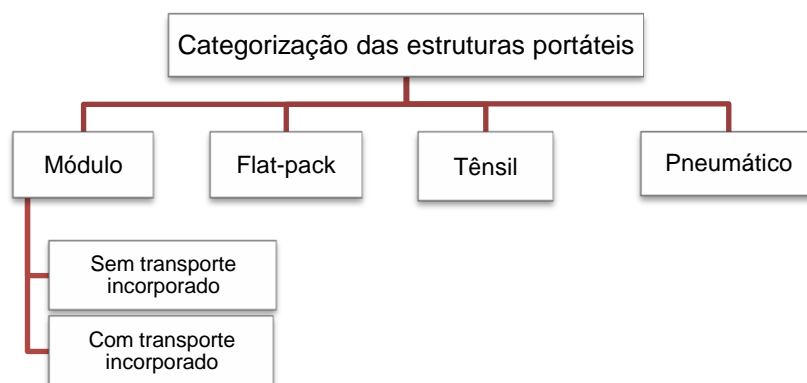 Categorização das estruturas portáteis
Módulo
Flat-pack
Tênsil
Pneumático
Sem transporte
incorporado
Com transporte
incorporado